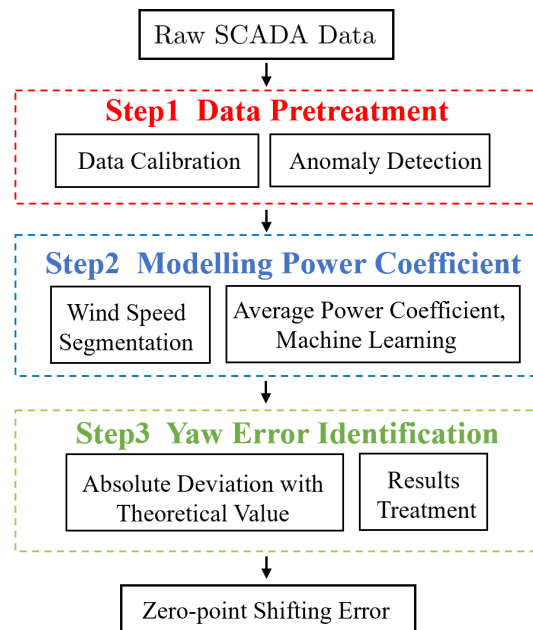 Raw SCADA Data
Step1 Data Pretreatment
Data Calibration
Anomaly Detection
Step2 Modelling Power Coefficient
Wind Speed
Segmentation
Average Power Coefficient,
Machine Learning
Step3 Yaw Error Identification
Absolute Deviation with
Theoretical Value
Results
Treatment
Zero-point Shifting Error